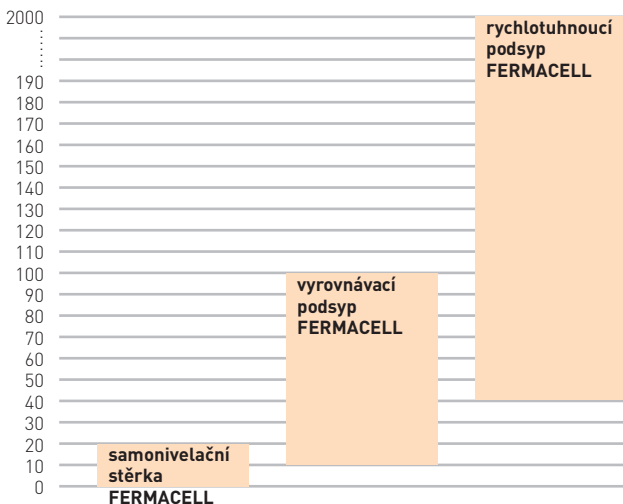 2000
190
180
170
160
150
140
130
120
110
100
90
80
70
60
50
40
30
20
10
0
rychlotuhnoucí
podsyp
FERMACELL
vyrovnávací
podsyp
FERMACELL
samonivelační
stěrka
FERMACELL